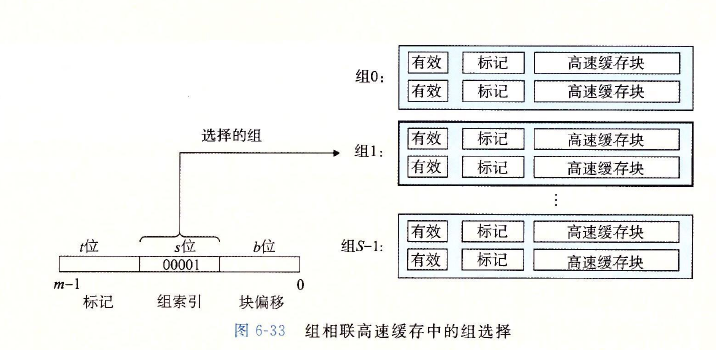 组0: 有效 标记 高速缓存块
有效 标记 高速缓存块
选择的组
组1: 有效 标记 高速缓存块
有效 标记 高速缓存块
⋮
组S-1: 有效 标记 高速缓存块
有效 标记 高速缓存块
t位 s位 b位
00001
m-1 0
标记 组索引 块偏移
图 6-33 组相联高速缓存中的组选择